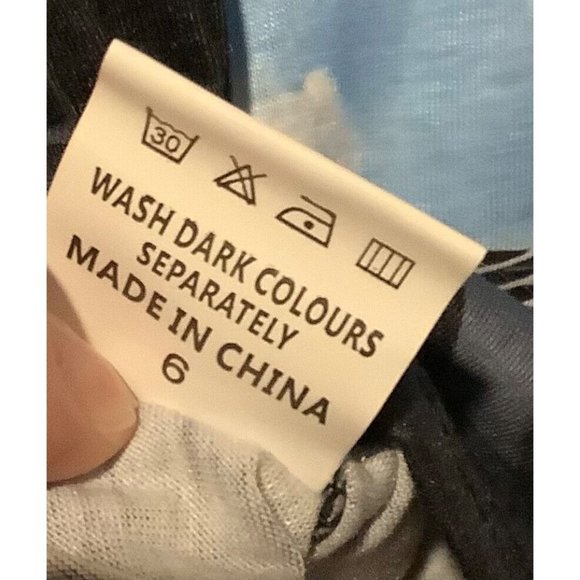 30
WASH DARK COLOURS
SEPARATELY
MADE IN CHINA
6